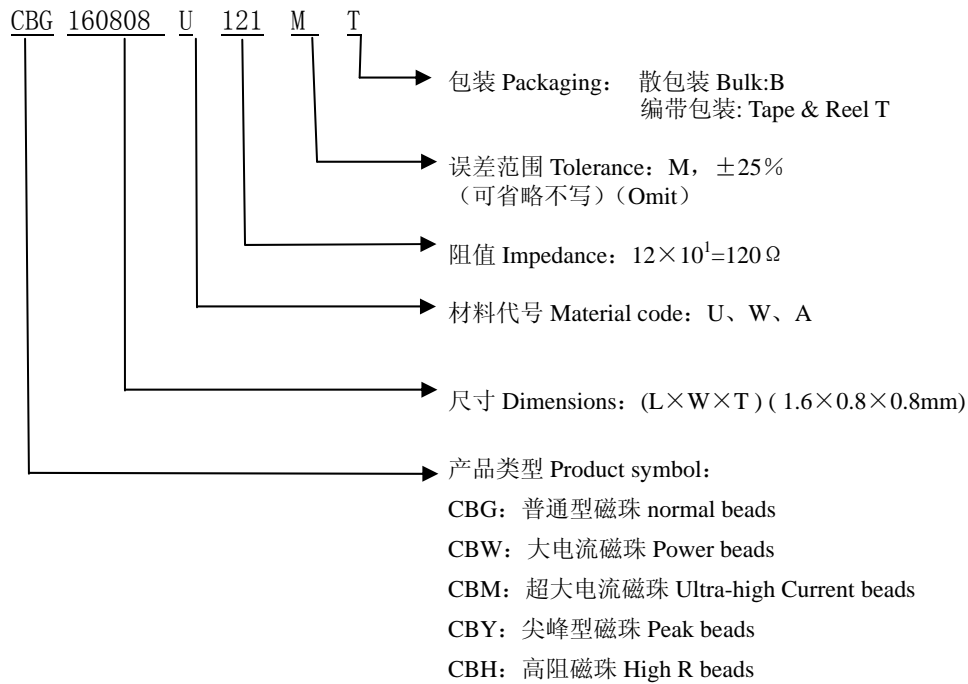 CBG 160808 U 121 M T
包装 Packaging： 散包装 Bulk:B
编带包装: Tape & Reel T
误差范围 Tolerance：M，±25％
（可省略不写）（Omit）
阻值 Impedance：12×10¹=120Ω
材料代号 Material code：U、W、A
尺寸 Dimensions：(L×W×T ) ( 1.6×0.8×0.8mm)
产品类型 Product symbol：
CBG：普通型磁珠 normal beads
CBW：大电流磁珠 Power beads
CBM：超大电流磁珠 Ultra-high Current beads
CBY：尖峰型磁珠 Peak beads
CBH：高阻磁珠 High R beads